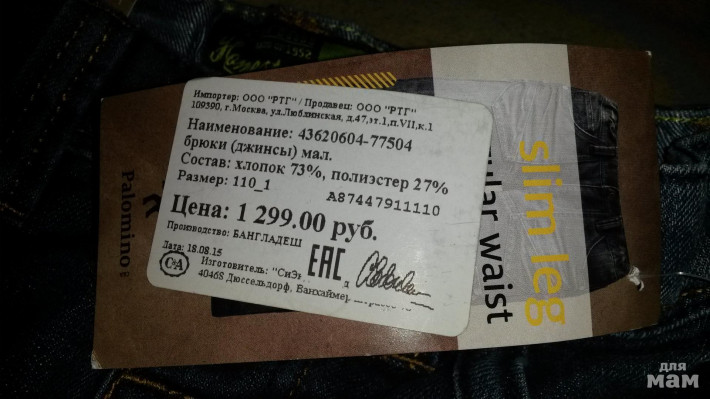 Импортер: ООО "РТГ" / Продавец: ООО "РТГ"
109390, г.Москва, ул.Люблинская, д.47,эт.1,п.VII,к.1
Наименование: 43620604-77504
брюки (джинсы) мал.
Состав: хлопок 73%, полиэстер 27%
Размер: 110_1
A87447911110
Цена: 1 299.00 руб.
Производство: БАНГЛАДЕШ
Дата: 18.08.15
C&A
EAC
Изготовитель: "СиЭ
40468 Дюссельдорф, Ванхаймер
Palomino
slim leg
ular waist
для
мам